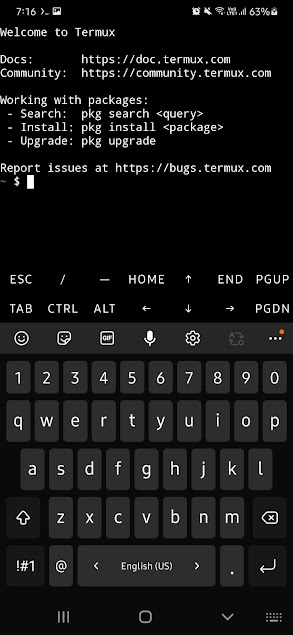 7:16 63%
Welcome to Termux
Docs: https://doc.termux.com
Community: https://community.termux.com
Working with packages:
- Search: pkg search <query>
- Install: pkg install <package>
- Upgrade: pkg upgrade
Report issues at https://bugs.termux.com
~ $
ESC / — HOME ↑ END PGUP
TAB CTRL ALT ← ↓ → PGDN
GIF
1 2 3 4 5 6 7 8 9 0
q w e r t y u i o p
a s d f g h j k l
z x c v b n m
!#1 @ < English (US) > .